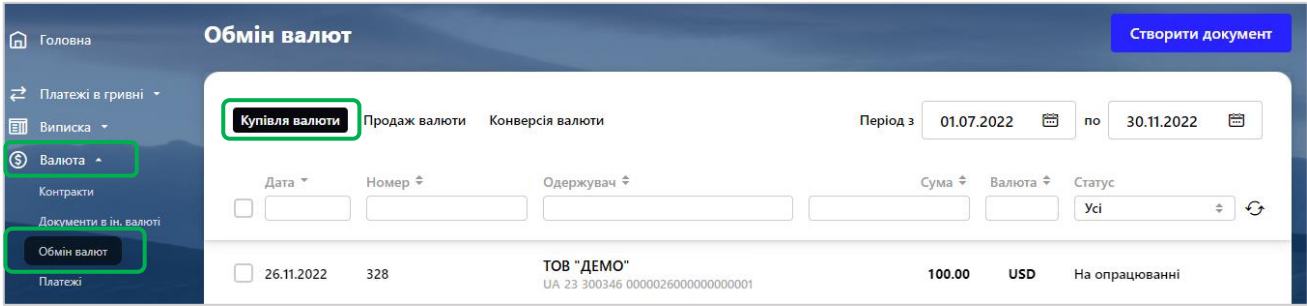 Головна
Платежі в гривні
Виписка
Валюта
Контракти
Документи в ін. валюті
Обмін валют
Платежі
Обмін валют
Створити документ
Купівля валюти Продаж валюти Конверсія валюти Період з 01.07.2022 по 30.11.2022
Дата Номер Одержувач Сума Валюта Статус
Усі
26.11.2022 328 ТОВ "ДЕМО" 100.00 USD На опрацюванні
UA 23 300346 0000026000000000001